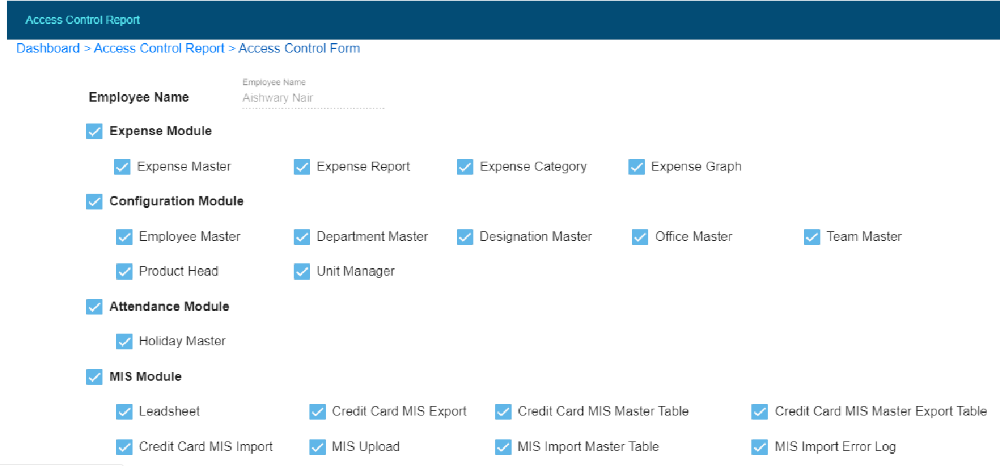 Access Control Report
Dashboard > Access Control Report > Access Control Form
Employee Name
Employee Name
Aishwary Nair
Expense Module
Expense Master Expense Report Expense Category Expense Graph
Configuration Module
Employee Master Department Master Designation Master Office Master Team Master
Product Head Unit Manager
Attendance Module
Holiday Master
MIS Module
Leadsheet Credit Card MIS Export Credit Card MIS Master Table Credit Card MIS Master Export Table
Credit Card MIS Import MIS Upload MIS Import Master Table MIS Import Error Log